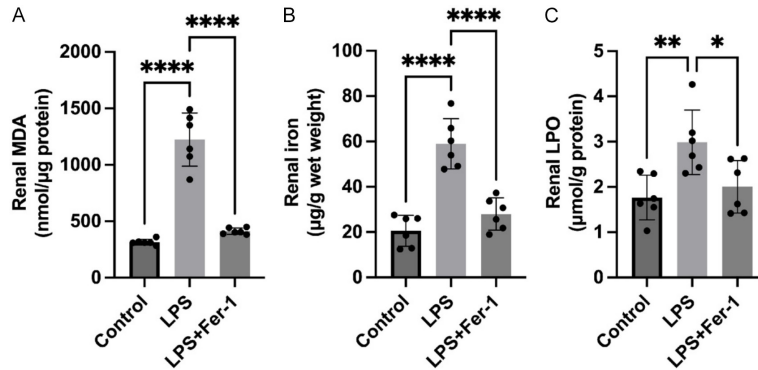 A
Renal MDA
(nmol/µg protein)
2000
1500
1000
500
0
****
****
Control
LPS
LPS+Fer-1
B
Renal iron
(µg/g wet weight)
100
80
60
40
20
0
****
****
Control
LPS
LPS+Fer-1
C
Renal LPO
(µmol/g protein)
5
4
3
2
1
0
**
*
Control
LPS
LPS+Fer-1